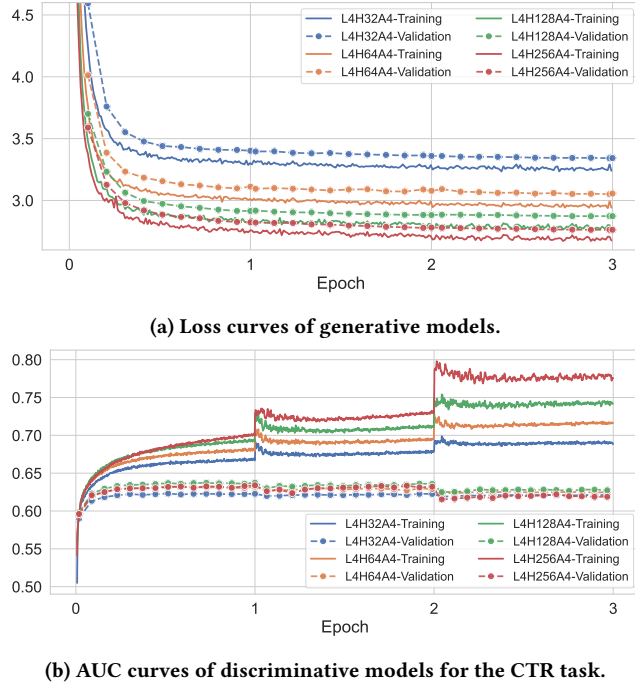 4.5
4.0
3.5
3.0
L4H32A4-Training
L4H32A4-Validation
L4H64A4-Training
L4H64A4-Validation
L4H128A4-Training
L4H128A4-Validation
L4H256A4-Training
L4H256A4-Validation
0 1 2 3
Epoch
(a) Loss curves of generative models.
0.80
0.75
0.70
0.65
0.60
0.55
0.50
L4H32A4-Training
L4H32A4-Validation
L4H64A4-Training
L4H64A4-Validation
L4H128A4-Training
L4H128A4-Validation
L4H256A4-Training
L4H256A4-Validation
0 1 2 3
Epoch
(b) AUC curves of discriminative models for the CTR task.